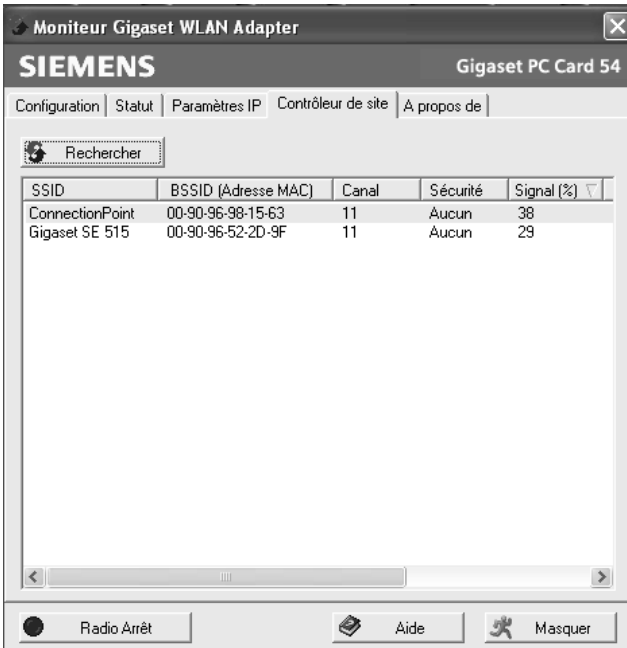 Moniteur Gigaset WLAN Adapter
SIEMENS Gigaset PC Card 54
Configuration Statut Paramètres IP Contrôleur de site A propos de
Rechercher
SSID BSSID (Adresse MAC) Canal Sécurité Signal (%)
ConnectionPoint 00-90-96-98-15-63 11 Aucun 38
Gigaset SE 515 00-90-96-52-2D-9F 11 Aucun 29
Radio Arrêt Aide Masquer